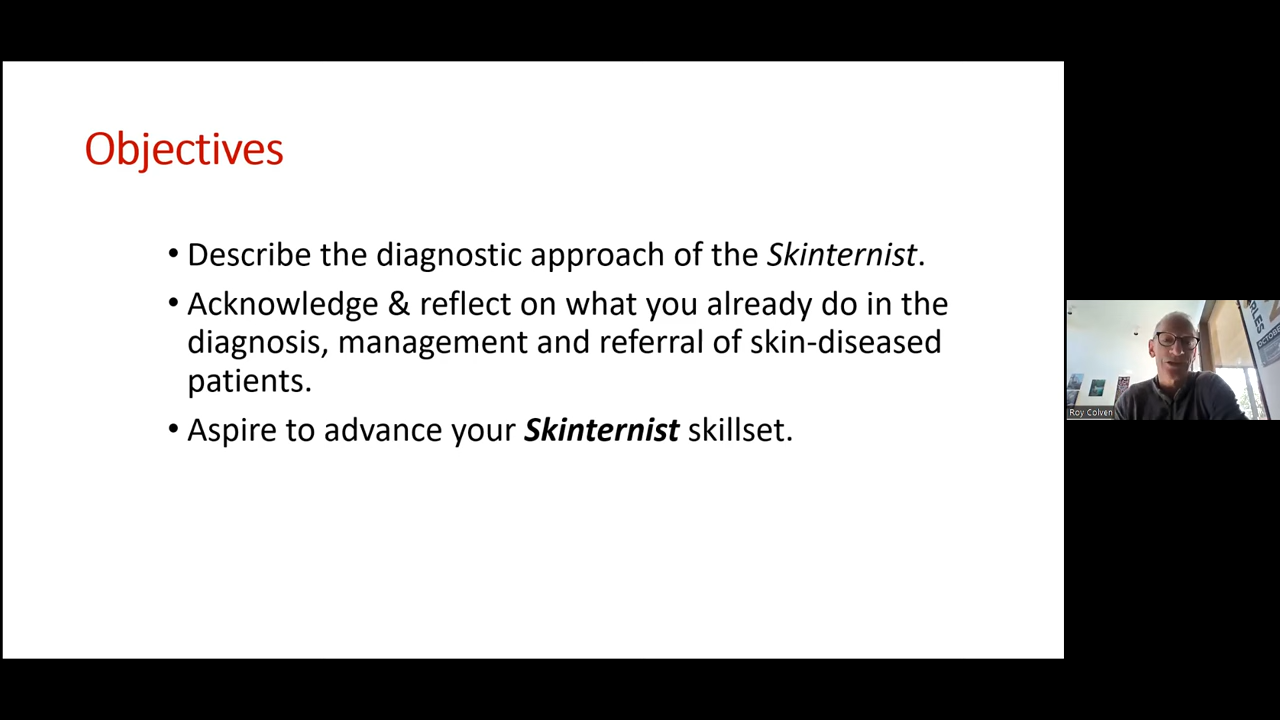 Objectives
• Describe the diagnostic approach of the Skinternist.
• Acknowledge & reflect on what you already do in the
diagnosis, management and referral of skin-diseased
patients.
• Aspire to advance your Skinternist skillset.
Roy Colven